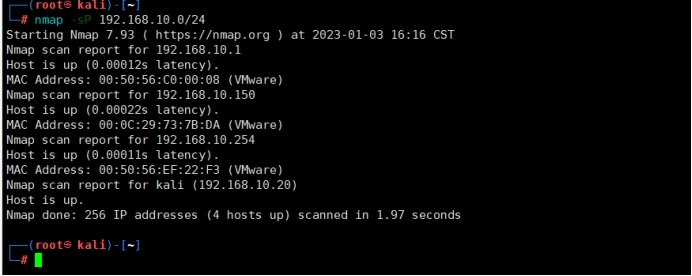 ┌──(root㉿kali)-[~]
└─# nmap -sP 192.168.10.0/24
Starting Nmap 7.93 ( https://nmap.org ) at 2023-01-03 16:16 CST
Nmap scan report for 192.168.10.1
Host is up (0.00012s latency).
MAC Address: 00:50:56:C0:00:08 (VMware)
Nmap scan report for 192.168.10.150
Host is up (0.00022s latency).
MAC Address: 00:0C:29:73:7B:DA (VMware)
Nmap scan report for 192.168.10.254
Host is up (0.00011s latency).
MAC Address: 00:50:56:EF:22:F3 (VMware)
Nmap scan report for kali (192.168.10.20)
Host is up.
Nmap done: 256 IP addresses (4 hosts up) scanned in 1.97 seconds
┌──(root㉿kali)-[~]
└─#